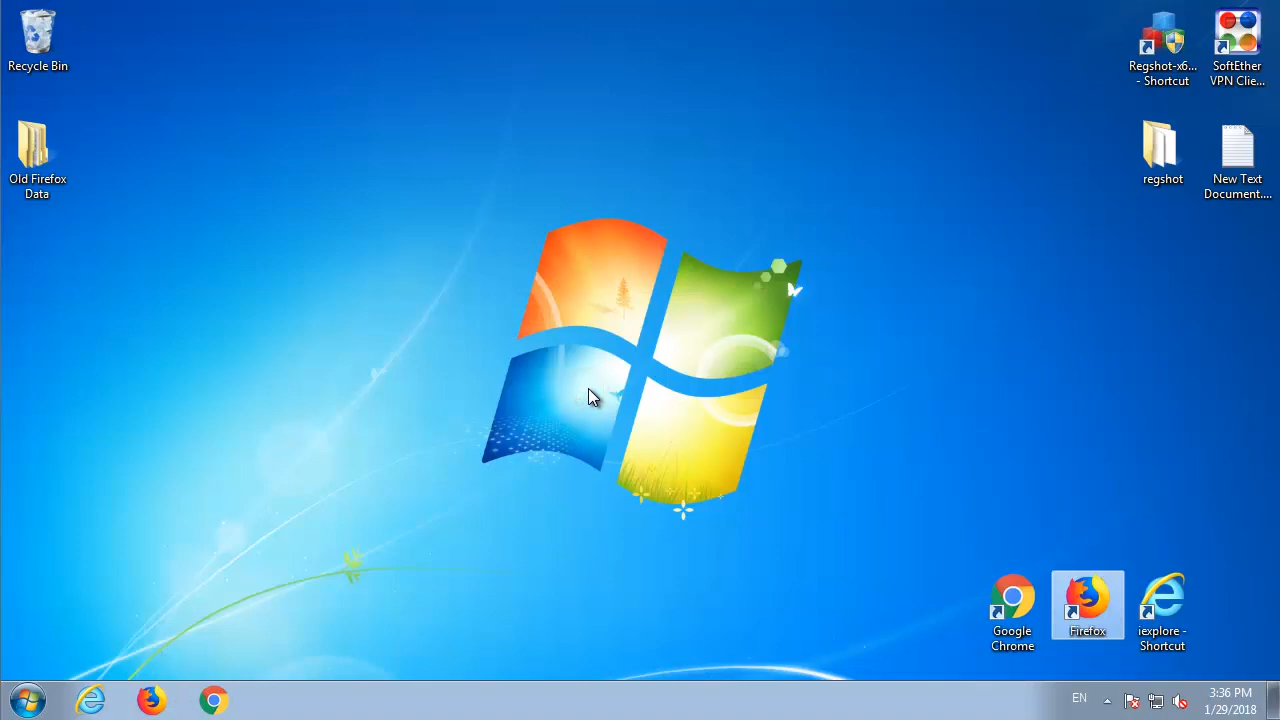 Recycle Bin
Old Firefox
Data
Regshot-x6...
- Shortcut
SoftEther
VPN Clie...
regshot
New Text
Document....
Google
Chrome
Firefox
iexplore -
Shortcut
EN
3:36 PM
1/29/2018